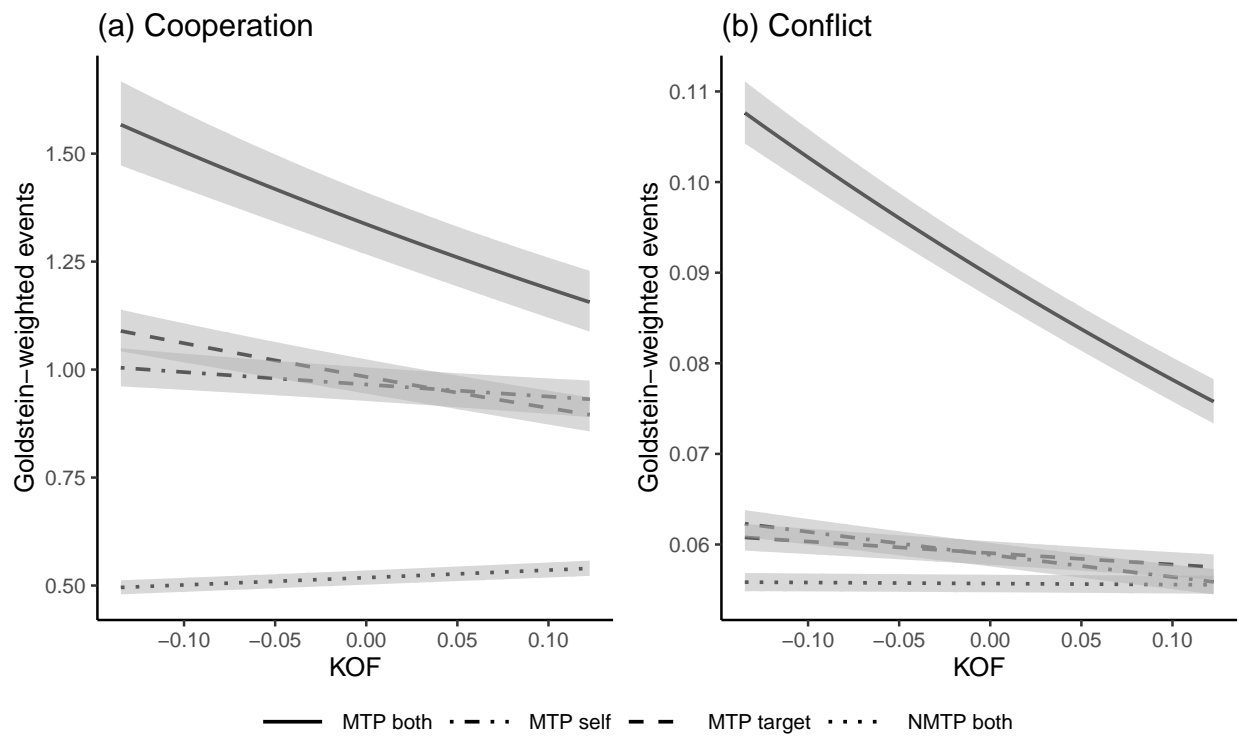 (a) Cooperation
Goldstein−weighted events
1.50
1.25
1.00
0.75
0.50
−0.10
−0.05
0.00
0.05
0.10
KOF
(b) Conflict
Goldstein−weighted events
0.11
0.10
0.09
0.08
0.07
0.06
−0.10
−0.05
0.00
0.05
0.10
KOF
MTP both
MTP self
MTP target
NMTP both